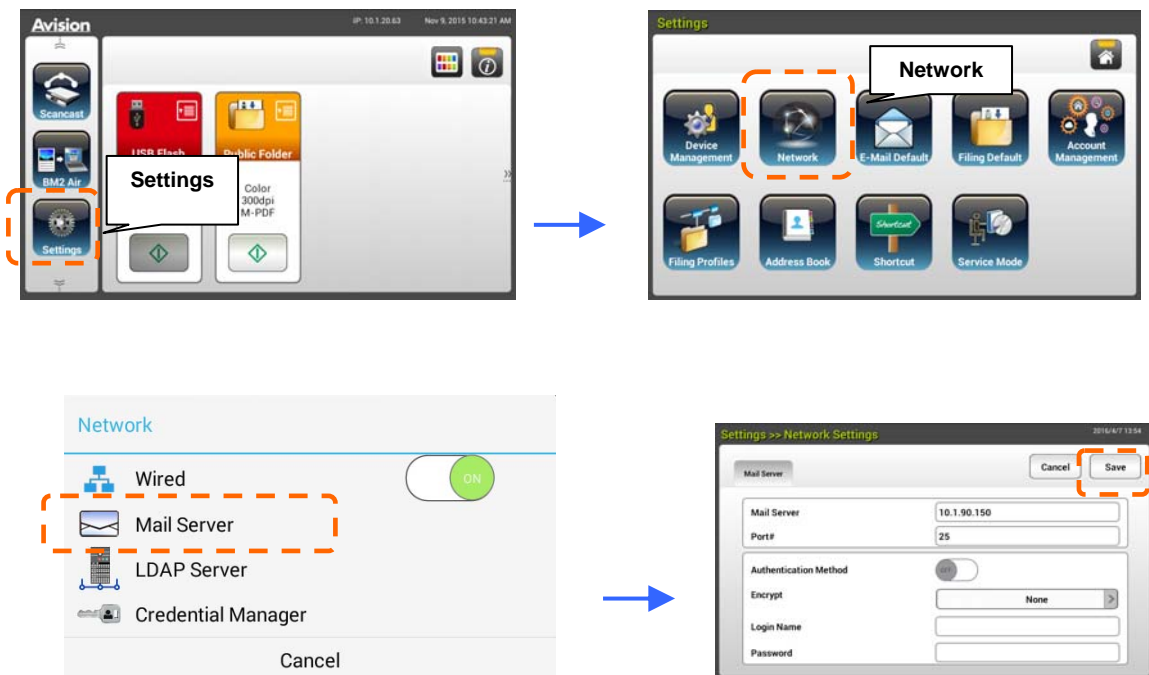 Avision
IP: 10.1.20.63 Nov 9, 2015 10:43:21 AM
Scancast
BM2 Air
Settings
USB Flash
Public Folder
Color
300dpi
M-PDF
Settings
Settings
Network
Device
Management
Network
E-Mail Default
Filing Default
Account
Management
Filing Profiles
Address Book
Shortcut
Shortcut
Service Mode
Network
Wired
ON
Mail Server
LDAP Server
Credential Manager
Cancel
Settings >> Network Settings
2016/4/7 13:54
Mail Server
Cancel
Save
Mail Server
10.1.90.150
Port#
25
Authentication Method
OFF
Encrypt
None
Login Name
Password